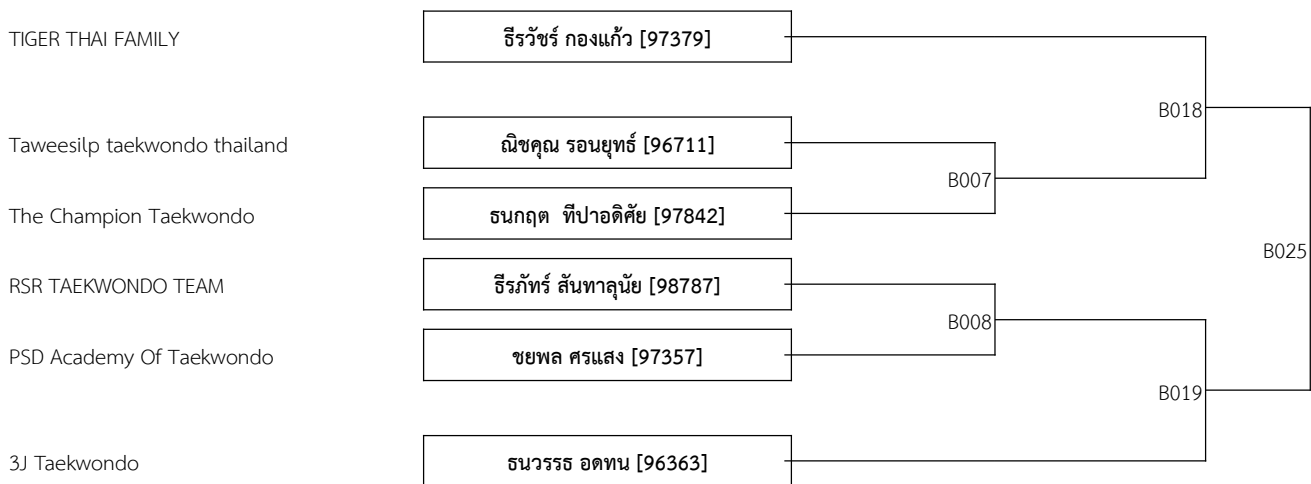 TIGER THAI FAMILY ธีรวัชร์ กองแก้ว [97379]
B018
Taweesilp taekwondo thailand ณิชคุณ รอนยุทธ์ [96711]
B007
The Champion Taekwondo ธนกฤต ทีปาอดิศัย [97842]
B025
RSR TAEKWONDO TEAM ธีรภัทร์ สันทาลุนัย [98787]
B008
PSD Academy Of Taekwondo ชยพล ศรแสง [97357]
B019
3J Taekwondo ธนวรรธ อดทน [96363]